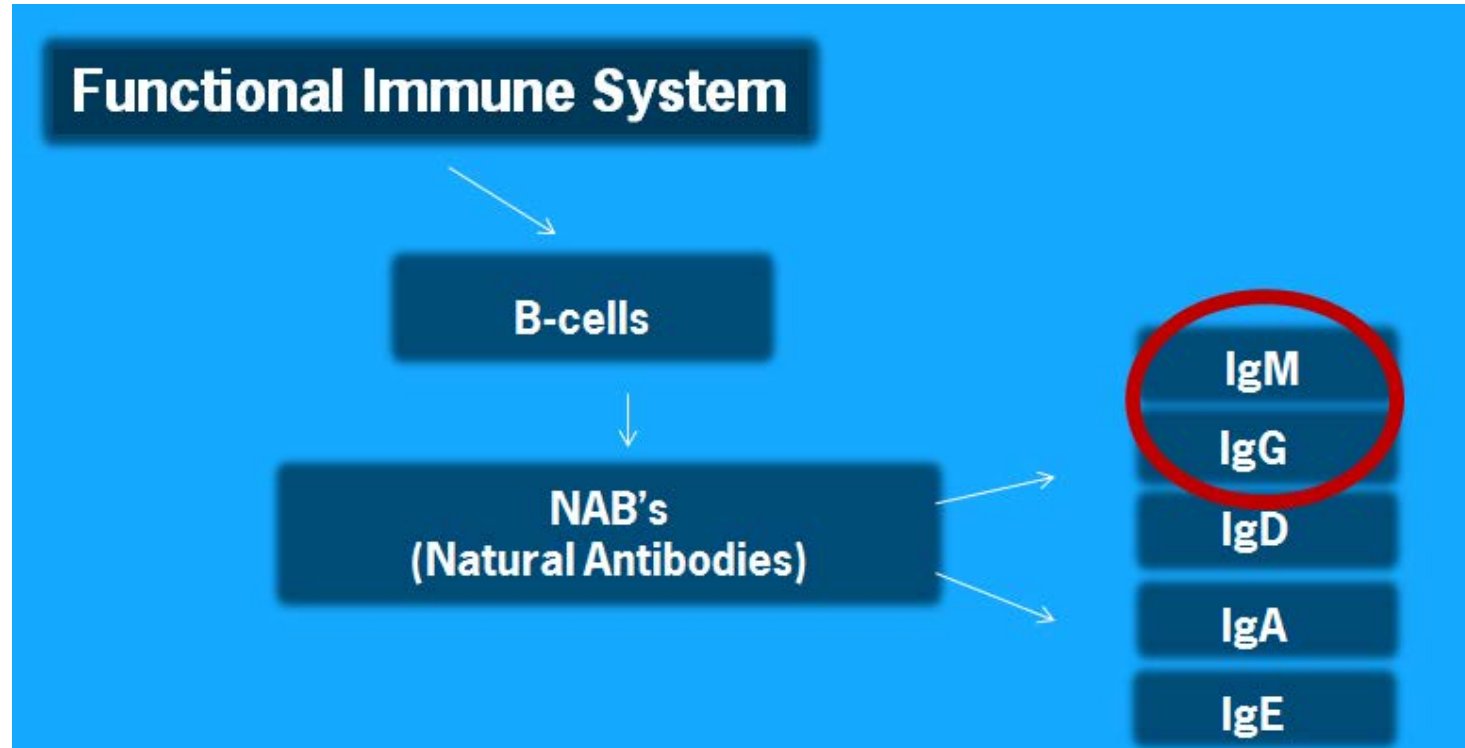 Functional Immune System
B-cells
NAB's
(Natural Antibodies)
IgM
IgG
IgD
IgA
IgE